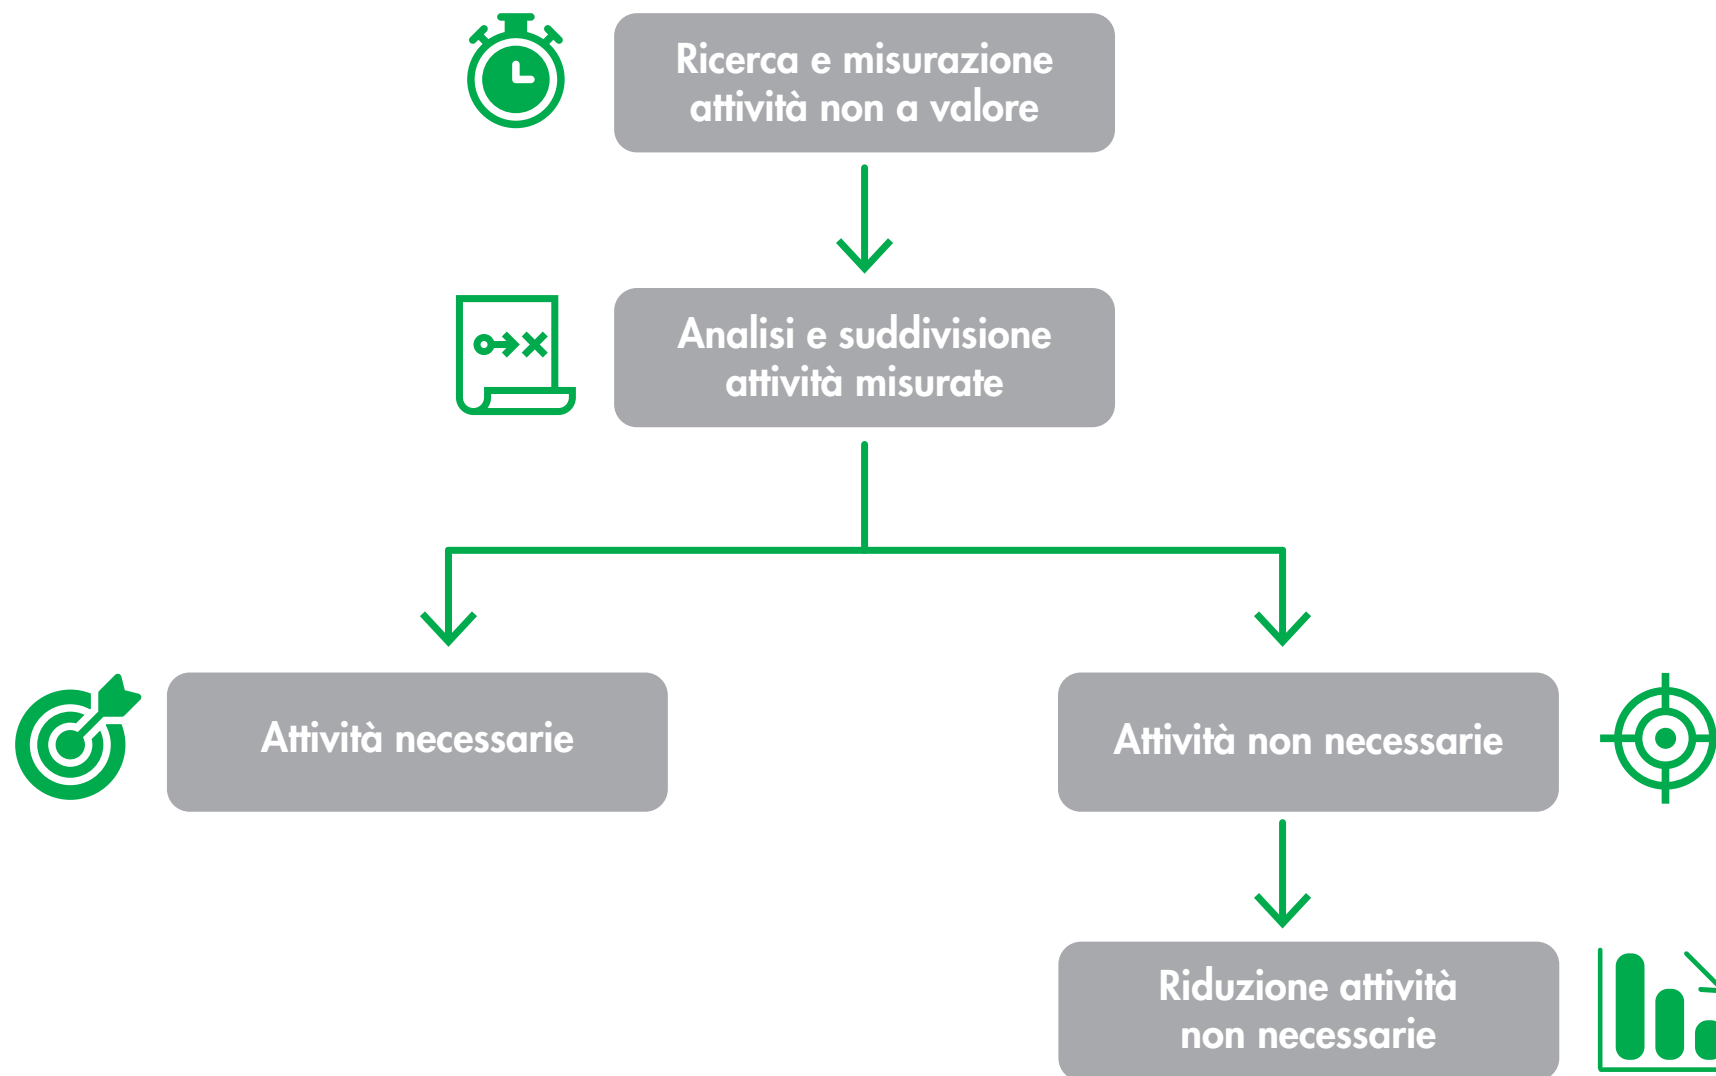 Ricerca e misurazione
attività non a valore
Analisi e suddivisione
attività misurate
Attività necessarie
Attività non necessarie
Riduzione attività
non necessarie